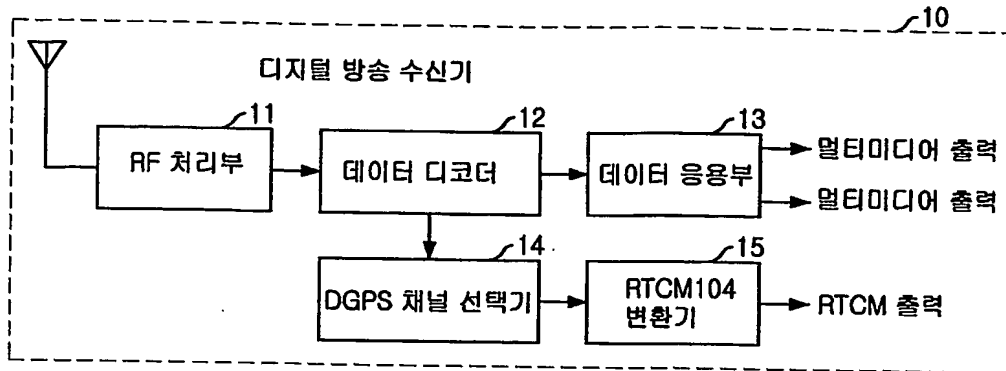 10
디지털 방송 수신기
11
12
13
RF 처리부
데이터 디코더
데이터 응용부
멀티미디어 출력
멀티미디어 출력
14
15
DGPS 채널 선택기
RTCM104
변환기
RTCM 출력